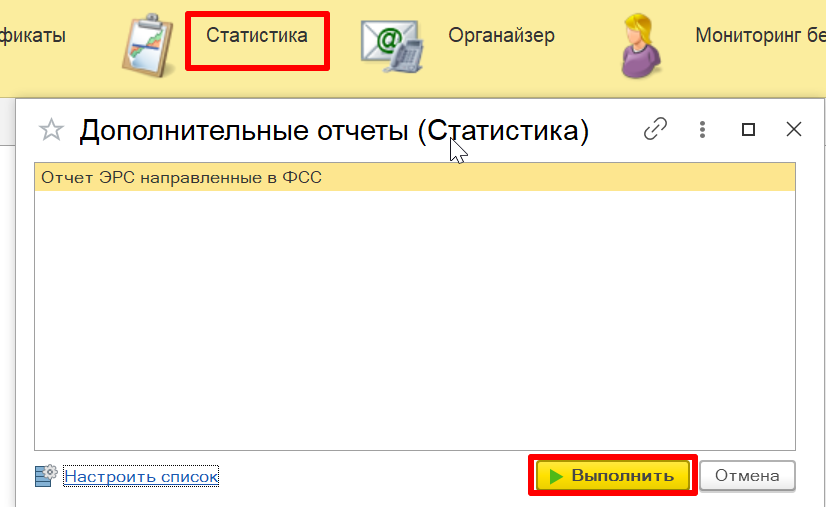 фикаты Статистика Органайзер Мониторинг бе
Дополнительные отчеты (Статистика)
Отчет ЭРС направленные в ФСС
Настроить список Выполнить Отмена